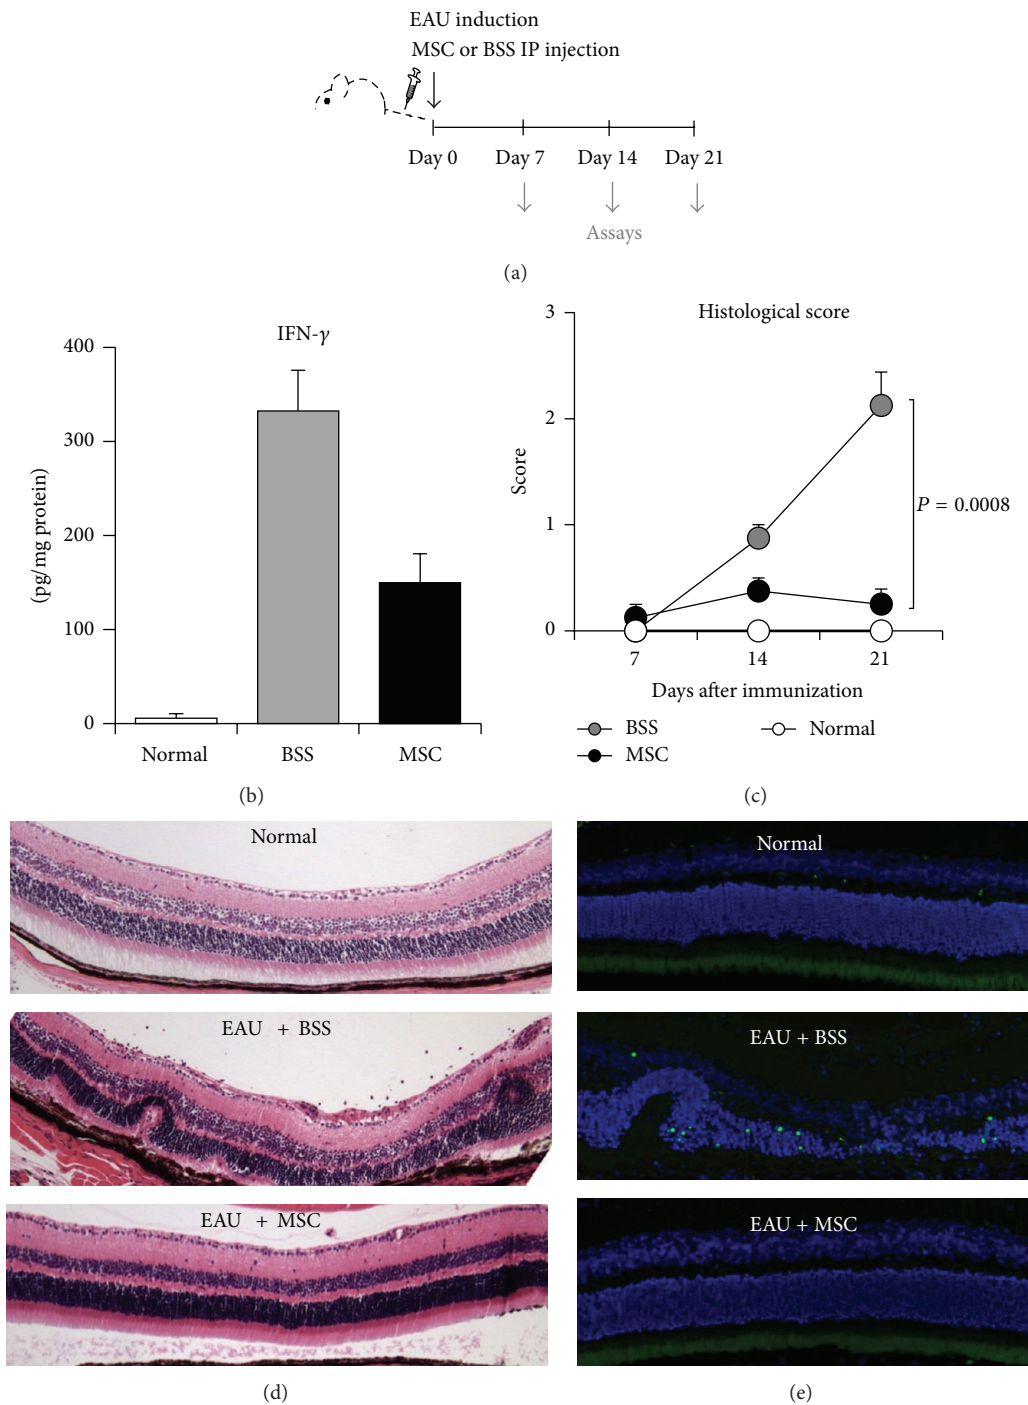 EAU induction
MSC or BSS IP injection
Day 0 Day 7 Day 14 Day 21
Assays
(a)
IFN-γ
400
300
200
100
0
(pg/mg protein)
Normal BSS MSC
(b)
Histological score
3
2
1
0
Score
P = 0.0008
7 14 21
Days after immunization
BSS Normal
MSC
(c)
Normal
EAU + BSS
EAU + MSC
(d)
Normal
EAU + BSS
EAU + MSC
(e)